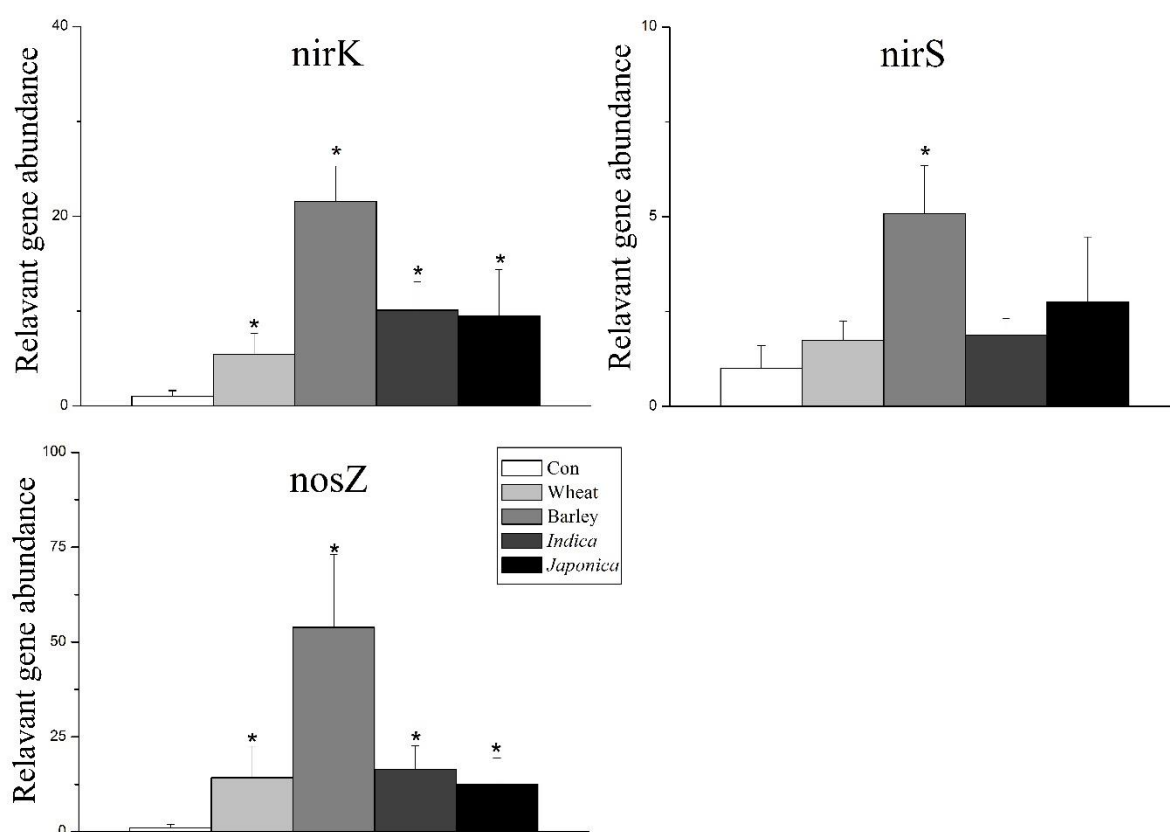 nirK
Relavant gene abundance
40
20
0
*
*
*
*
nirS
Relavant gene abundance
10
5
0
*
nosZ
Relavant gene abundance
100
75
50
25
0
*
*
*
*
Con
Wheat
Barley
Indica
Japonica